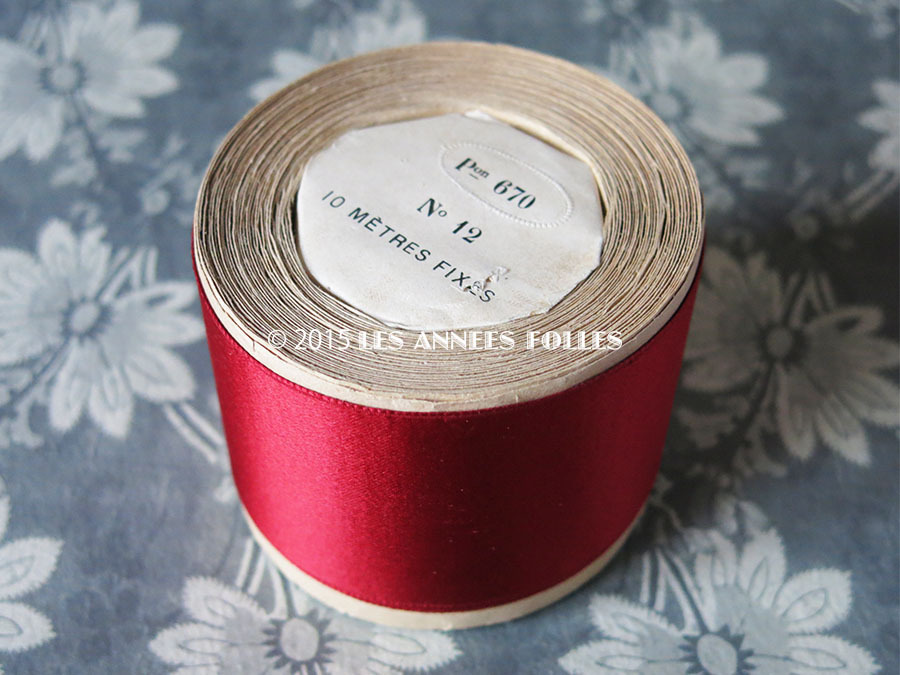 Pon 670
No 12
10 MÈTRES FIXES
© 2015 LES ANNEES FOLLES